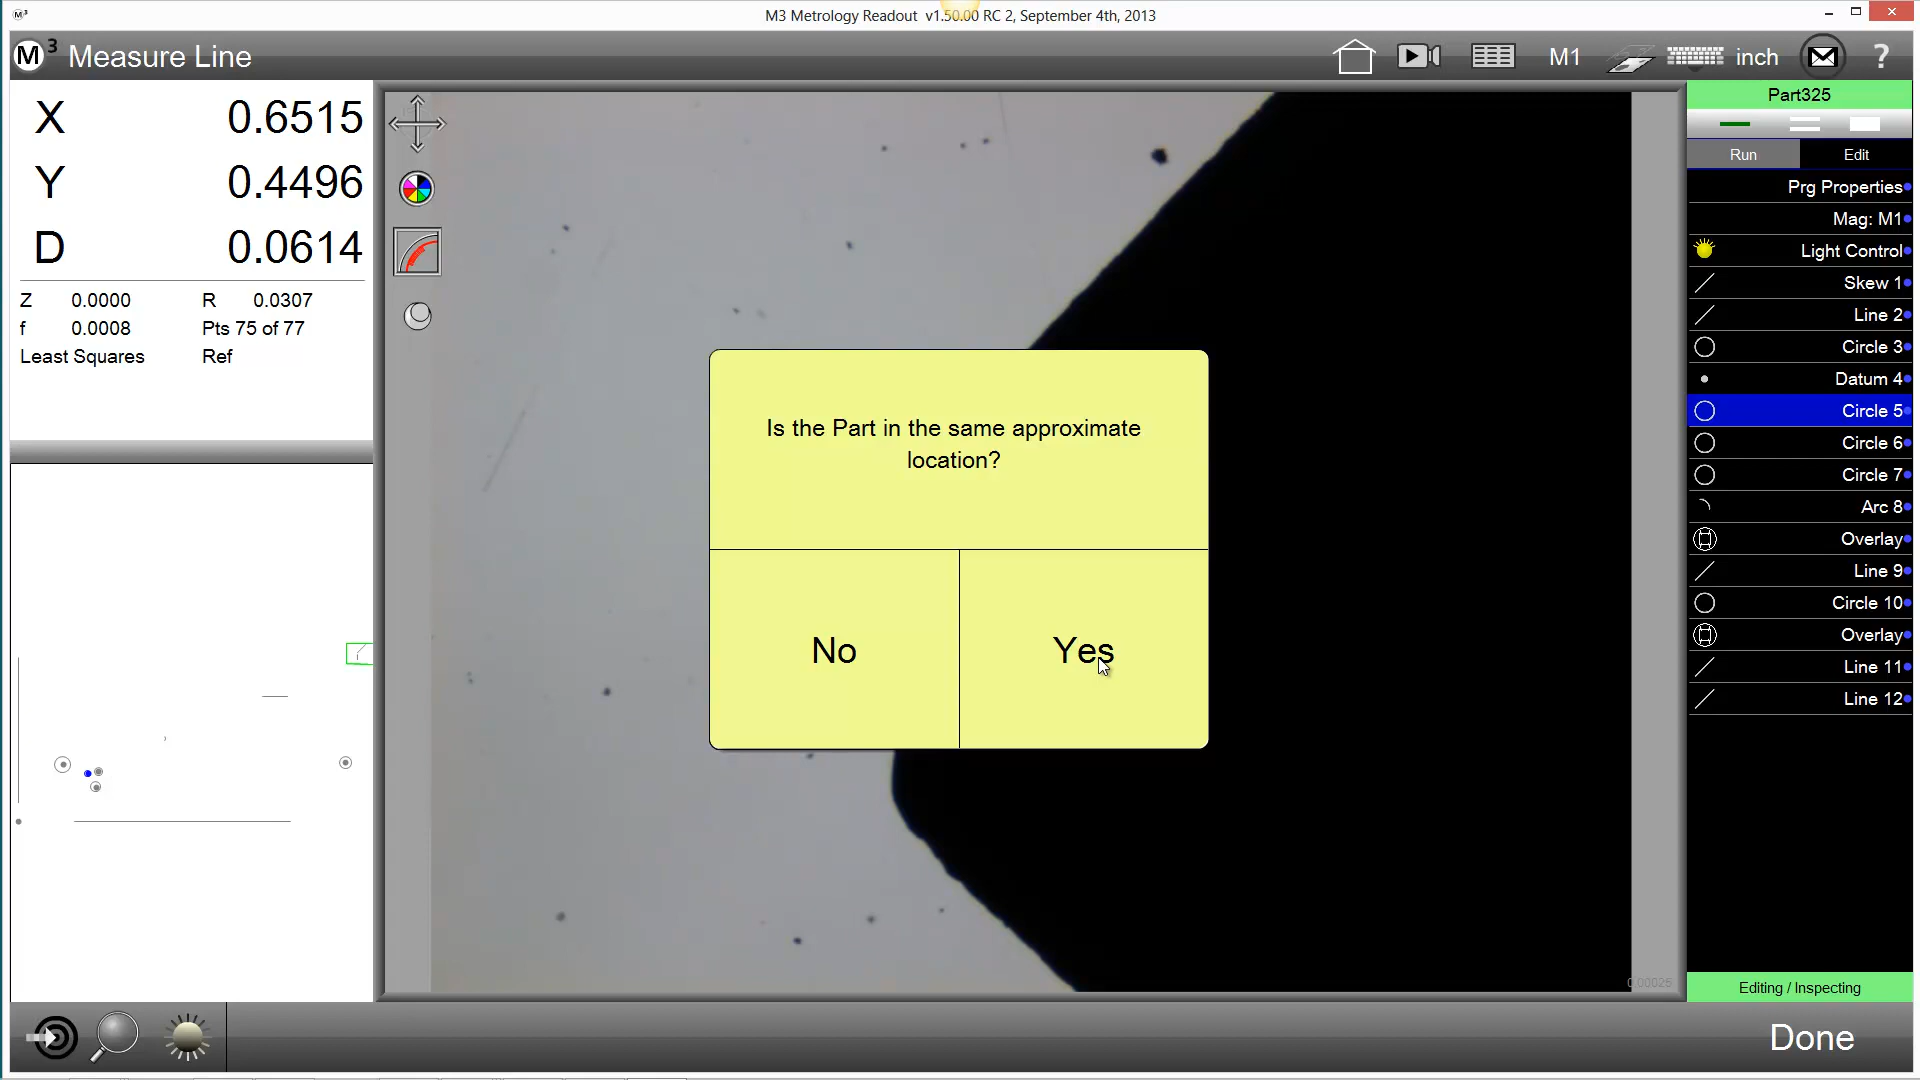 M³
M3 Metrology Readout v1.50.00 RC 2, September 4th, 2013
M³ Measure Line
M1
inch
?
X 0.6515
Y 0.4496
D 0.0614
Z 0.0000 R 0.0307
f 0.0008 Pts 75 of 77
Least Squares Ref
Is the Part in the same approximate
location?
No
Yes
0.00025
Part325
Run Edit
Prg Properties
Mag: M1
Light Control
Skew 1
Line 2
Circle 3
Datum 4
Circle 5
Circle 6
Circle 7
Arc 8
Overlay
Line 9
Circle 10
Overlay
Line 11
Line 12
Editing / Inspecting
Done